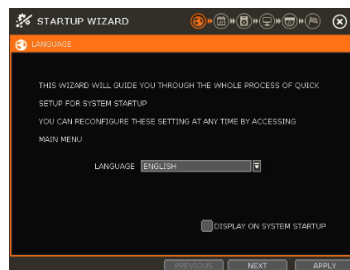 STARTUP WIZARD
LANGUAGE
THIS WIZARD WILL GUIDE YOU THROUGH THE WHOLE PROCESS OF QUICK
SETUP FOR SYSTEM STARTUP
YOU CAN RECONFIGURE THESE SETTING AT ANY TIME BY ACCESSING
MAIN MENU
LANGUAGE ENGLISH
DISPLAY ON SYSTEM STARTUP
PREVIOUS NEXT APPLY